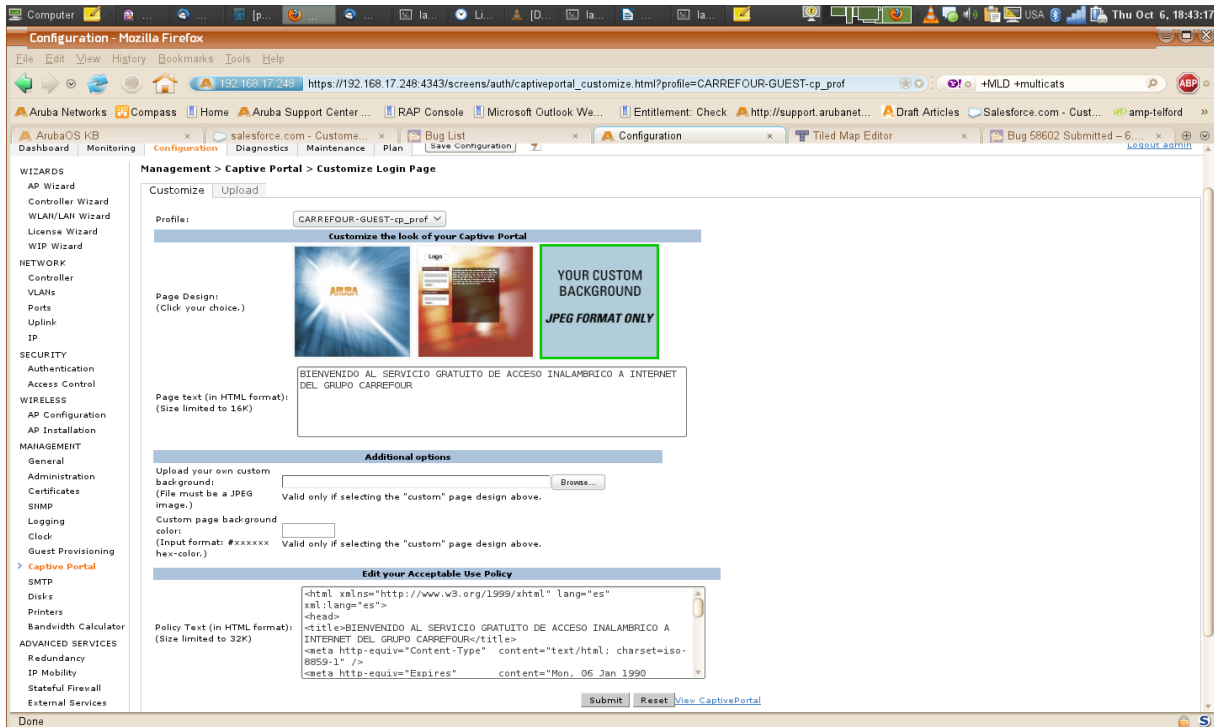 Computer ... ... [p... ... ... la... Li... [D... la... ... la... USA Thu Oct 6, 18:43:17
Configuration - Mozilla Firefox
File Edit View History Bookmarks Tools Help
192.168.17.248 https://192.168.17.248:4343/screens/auth/captiveportal_customize.html?profile=CARREFOUR-GUEST-cp_prof +MLD +multicats ABP
Aruba Networks Compass Home Aruba Support Center ... RAP Console Microsoft Outlook We... Entitlement: Check http://support.arubanet... Draft Articles Salesforce.com - Cust... amp-telford »
ArubaOS KB salesforce.com - Custome... Bug List Configuration Tiled Map Editor Bug 58602 Submitted – 6....
Dashboard Monitoring Configuration Diagnostics Maintenance Plan Save Configuration Logout admin
WIZARDS
AP Wizard
Controller Wizard
WLAN/LAN Wizard
License Wizard
WIP Wizard
NETWORK
Controller
VLANs
Ports
Uplink
IP
SECURITY
Authentication
Access Control
WIRELESS
AP Configuration
AP Installation
MANAGEMENT
General
Administration
Certificates
SNMP
Logging
Clock
Guest Provisioning
> Captive Portal
SMTP
Disks
Printers
Bandwidth Calculator
ADVANCED SERVICES
Redundancy
IP Mobility
Stateful Firewall
External Services
Management > Captive Portal > Customize Login Page
Customize Upload
Profile: CARREFOUR-GUEST-cp_prof
Customize the look of your Captive Portal
Page Design:
(Click your choice.)
ARUBA
Logo
YOUR CUSTOM
BACKGROUND
JPEG FORMAT ONLY
Page text (in HTML format):
(Size limited to 16K)
BIENVENIDO AL SERVICIO GRATUITO DE ACCESO INALAMBRICO A INTERNET
DEL GRUPO CARREFOUR
Additional options
Upload your own custom
background:
(File must be a JPEG
image.)
Browse...
Valid only if selecting the "custom" page design above.
Custom page background
color:
(Input format: #xxxxxx
hex-color.)
Valid only if selecting the "custom" page design above.
Edit your Acceptable Use Policy
Policy Text (in HTML format):
(Size limited to 32K)
<html xmlns="http://www.w3.org/1999/xhtml" lang="es"
xml:lang="es">
<head>
<title>BIENVENIDO AL SERVICIO GRATUITO DE ACCESO INALAMBRICO A
INTERNET DEL GRUPO CARREFOUR</title>
<meta http-equiv="Content-Type" content="text/html; charset=iso-
8859-1" />
<meta http-equiv="Expires" content="Mon, 06 Jan 1990
Submit Reset View CaptivePortal
Done